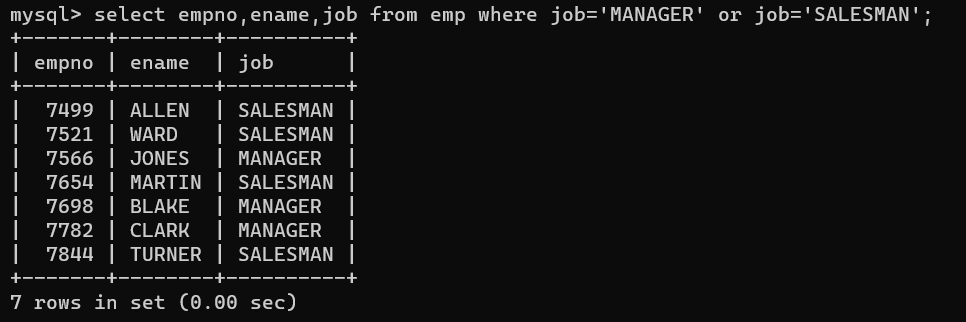 mysql> select empno,ename,job from emp where job='MANAGER' or job='SALESMAN';
+-------+--------+----------+
| empno | ename  | job      |
+-------+--------+----------+
|  7499 | ALLEN  | SALESMAN |
|  7521 | WARD   | SALESMAN |
|  7566 | JONES  | MANAGER  |
|  7654 | MARTIN | SALESMAN |
|  7698 | BLAKE  | MANAGER  |
|  7782 | CLARK  | MANAGER  |
|  7844 | TURNER | SALESMAN |
+-------+--------+----------+
7 rows in set (0.00 sec)